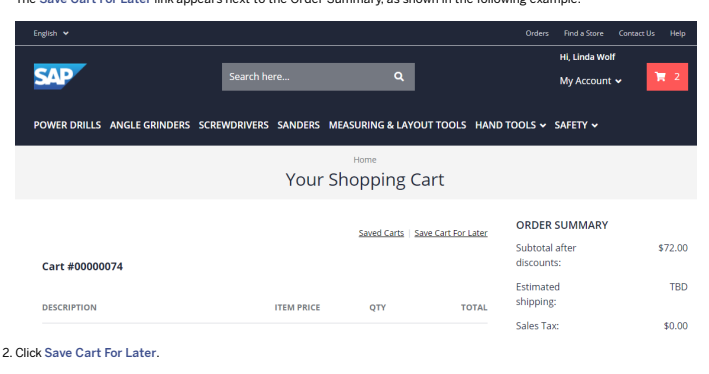 The Save Cart For Later link appears next to the Order Summary, as shown in the following example:
English
Orders Find a Store Contact Us Help
Hi, Linda Wolf
SAP
Search here...
My Account
2
POWER DRILLS ANGLE GRINDERS SCREWDRIVERS SANDERS MEASURING & LAYOUT TOOLS HAND TOOLS SAFETY
Home
Your Shopping Cart
Saved Carts | Save Cart For Later
Cart #00000074
DESCRIPTION ITEM PRICE QTY TOTAL
ORDER SUMMARY
Subtotal after $72.00
discounts:
Estimated TBD
shipping:
Sales Tax: $0.00
2. Click Save Cart For Later.